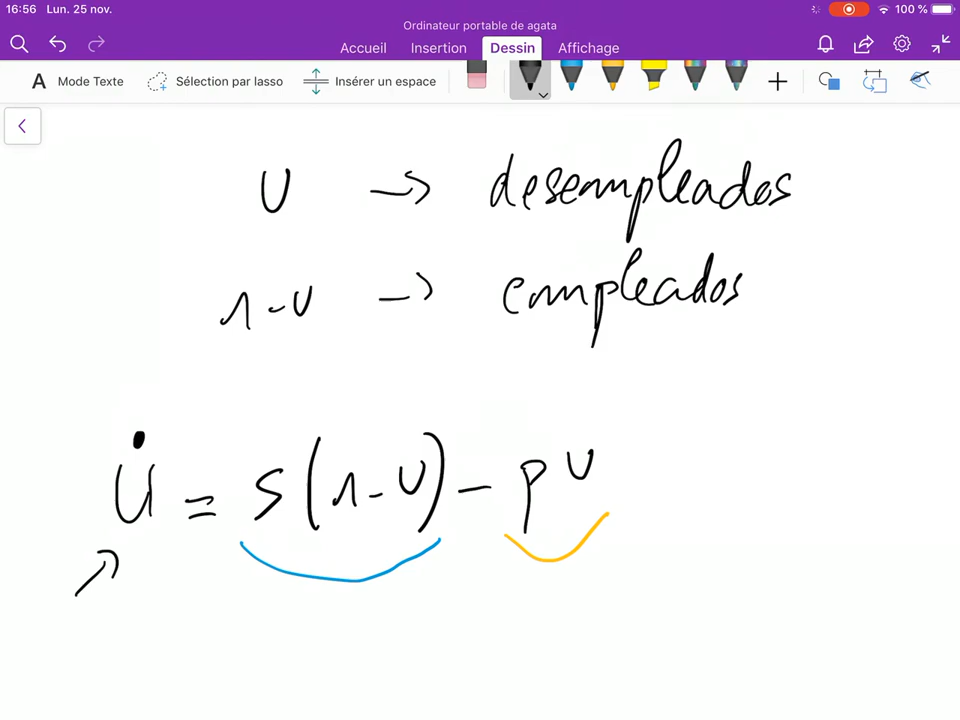 16:56 Lun. 25 nov. 100 %
Ordinateur portable de agata
Accueil Insertion Dessin Affichage
A Mode Texte Sélection par lasso Insérer un espace
U → desempleados
1-U → empleados
U̇ = s(1-U) - pU